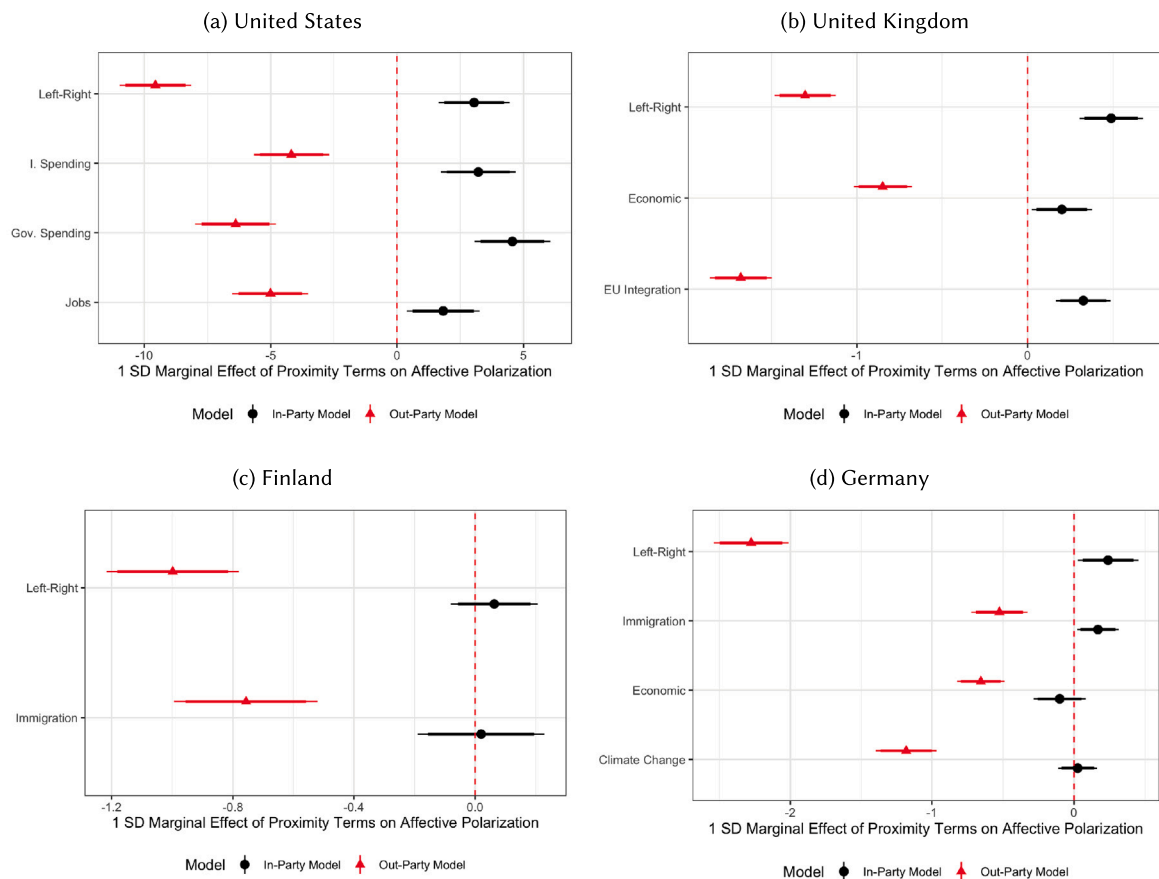 (a) United States
Left-Right
I. Spending
Gov. Spending
Jobs
-10 -5 0 5
1 SD Marginal Effect of Proximity Terms on Affective Polarization
Model In-Party Model Out-Party Model
(b) United Kingdom
Left-Right
Economic
EU Integration
-1 0
1 SD Marginal Effect of Proximity Terms on Affective Polarization
Model In-Party Model Out-Party Model
(c) Finland
Left-Right
Immigration
-1.2 -0.8 -0.4 0.0
1 SD Marginal Effect of Proximity Terms on Affective Polarization
Model In-Party Model Out-Party Model
(d) Germany
Left-Right
Immigration
Economic
Climate Change
-2 -1 0
1 SD Marginal Effect of Proximity Terms on Affective Polarization
Model In-Party Model Out-Party Model